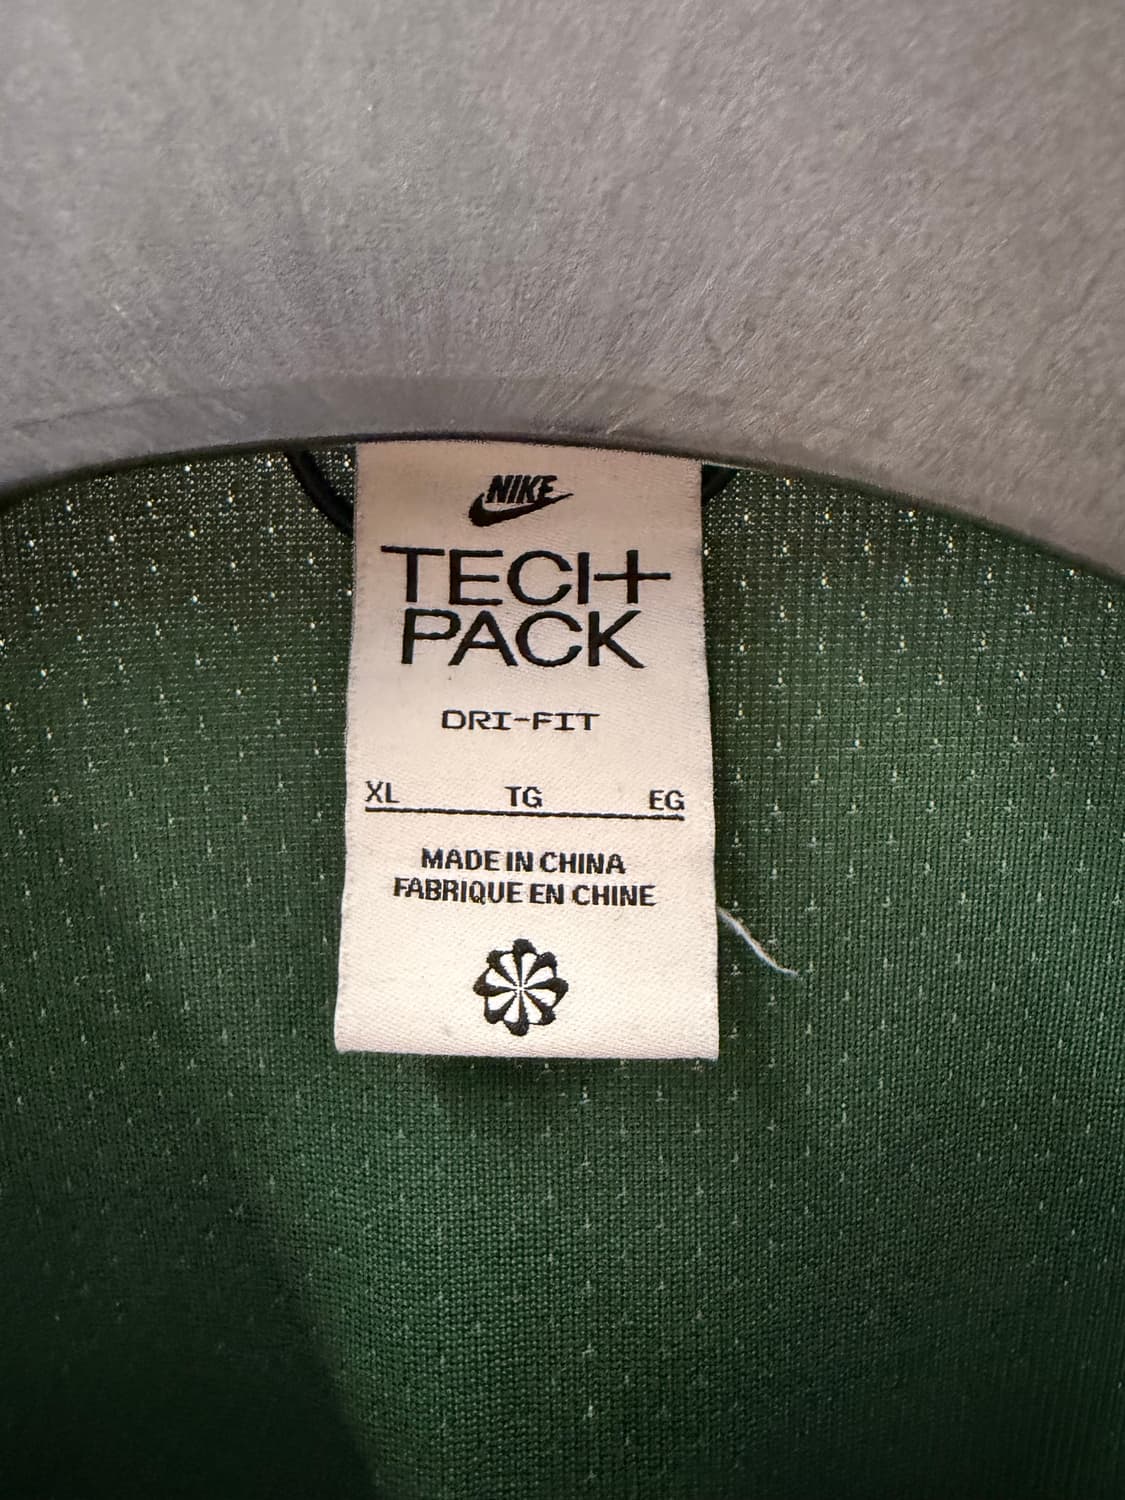 NIKE
TECH
PACK
DRI-FIT
XL TG EG
MADE IN CHINA
FABRIQUE EN CHINE